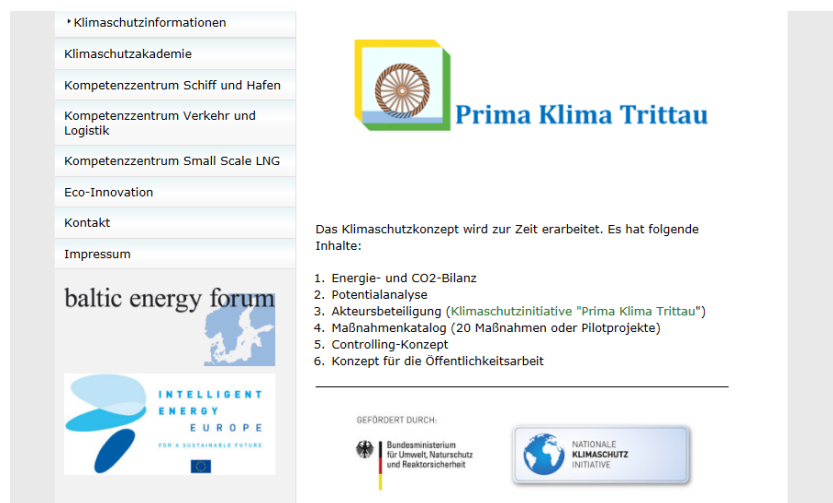 Klimaschutzinformationen
Klimaschutzakademie
Kompetenzzentrum Schiff und Hafen
Kompetenzzentrum Verkehr und
Logistik
Kompetenzzentrum Small Scale LNG
Eco-Innovation
Kontakt
Impressum
baltic energy forum
INTELLIGENT
ENERGY
EUROPE
FOR A SUSTAINABLE FUTURE
Prima Klima Trittau
Das Klimaschutzkonzept wird zur Zeit erarbeitet. Es hat folgende
Inhalte:
1. Energie- und CO2-Bilanz
2. Potentialanalyse
3. Akteursbeteiligung (Klimaschutzinitiative "Prima Klima Trittau")
4. Maßnahmenkatalog (20 Maßnahmen oder Pilotprojekte)
5. Controlling-Konzept
6. Konzept für die Öffentlichkeitsarbeit
GEFÖRDERT DURCH:
Bundesministerium
für Umwelt, Naturschutz
und Reaktorsicherheit
NATIONALE
KLIMASCHUTZ
INITIATIVE